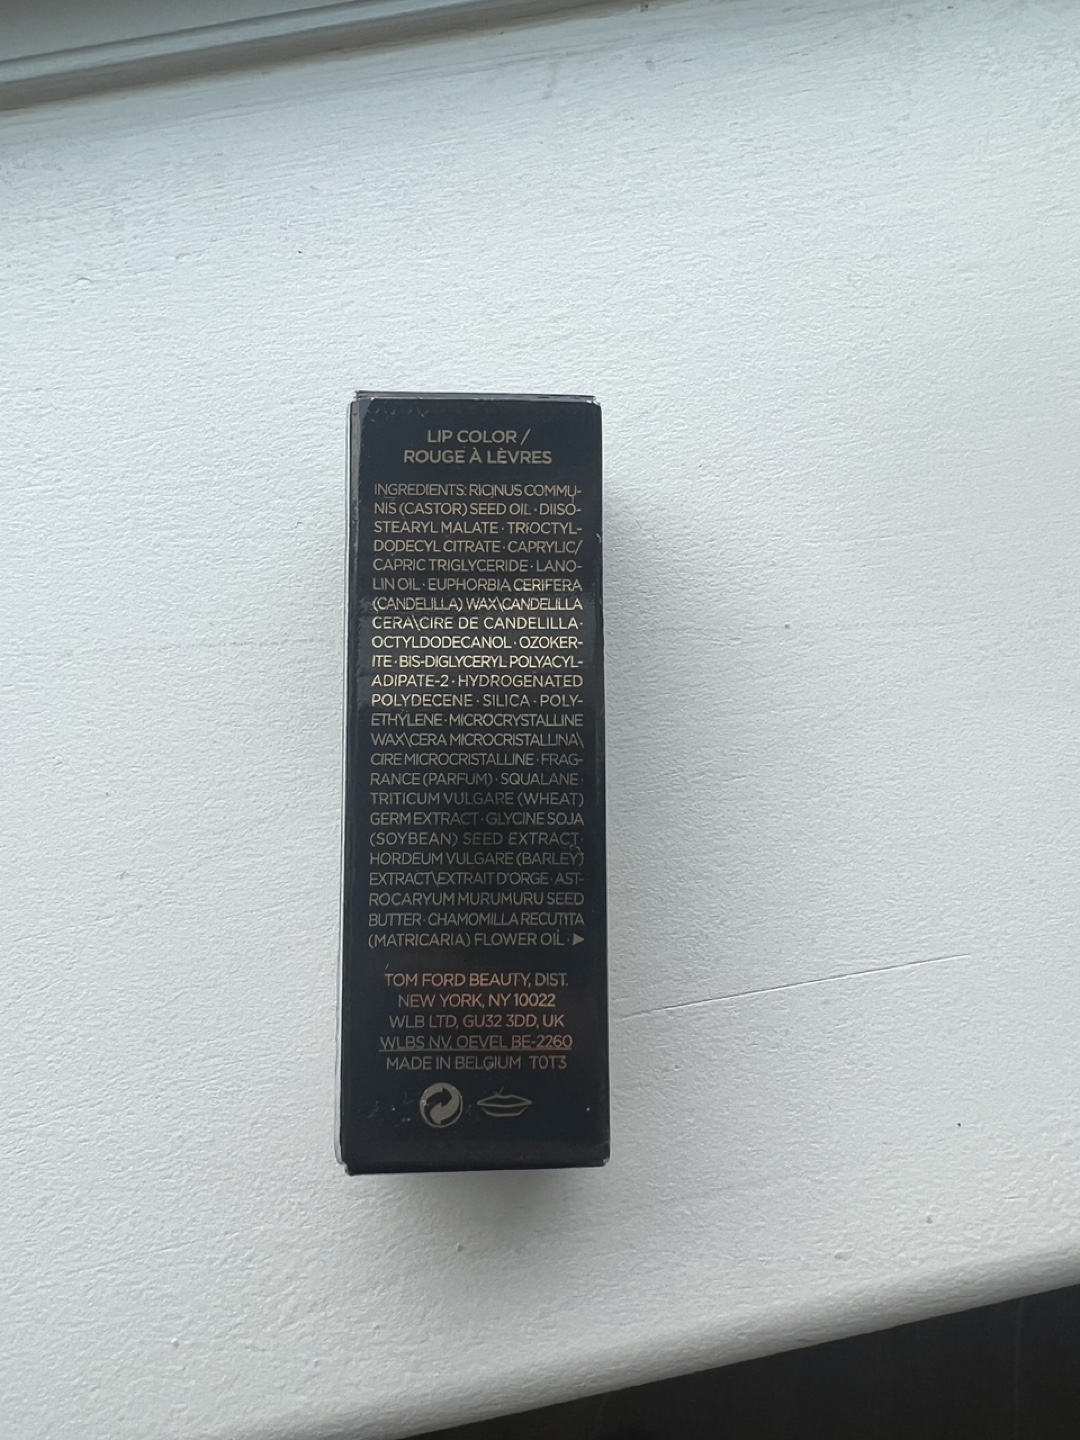 LIP COLOR /
ROUGE À LÈVRES
INGREDIENTS: RICINUS COMMU-
NIS (CASTOR) SEED OIL · DIISO-
STEARYL MALATE · TRIOCTYL-
DODECYL CITRATE · CAPRYLIC/
CAPRIC TRIGLYCERIDE · LANO-
LIN OIL · EUPHORBIA CERIFERA
(CANDELILLA) WAX\CANDELILLA
CERA\CIRE DE CANDELILLA·
OCTYLDODECANOL · OZOKER-
ITE · BIS-DIGLYCERYL POLYACYL-
ADIPATE-2 · HYDROGENATED
POLYDECENE · SILICA · POLY-
ETHYLENE · MICROCRYSTALLINE
WAX\CERA MICROCRISTALLINA\
CIRE MICROCRISTALLINE · FRAG-
RANCE (PARFUM) · SQUALANE ·
TRITICUM VULGARE (WHEAT)
GERM EXTRACT · GLYCINE SOJA
(SOYBEAN) SEED EXTRACT·
HORDEUM VULGARE (BARLEY)
EXTRACT\EXTRAIT D'ORGE · AST-
ROCARYUM MURUMURU SEED
BUTTER · CHAMOMILLA RECUTITA
(MATRICARIA) FLOWER OIL · ▶
TOM FORD BEAUTY, DIST.
NEW YORK, NY 10022
WLB LTD, GU32 3DD, UK
WLBS NV, OEVEL BE-2260
MADE IN BELGIUM T0T3